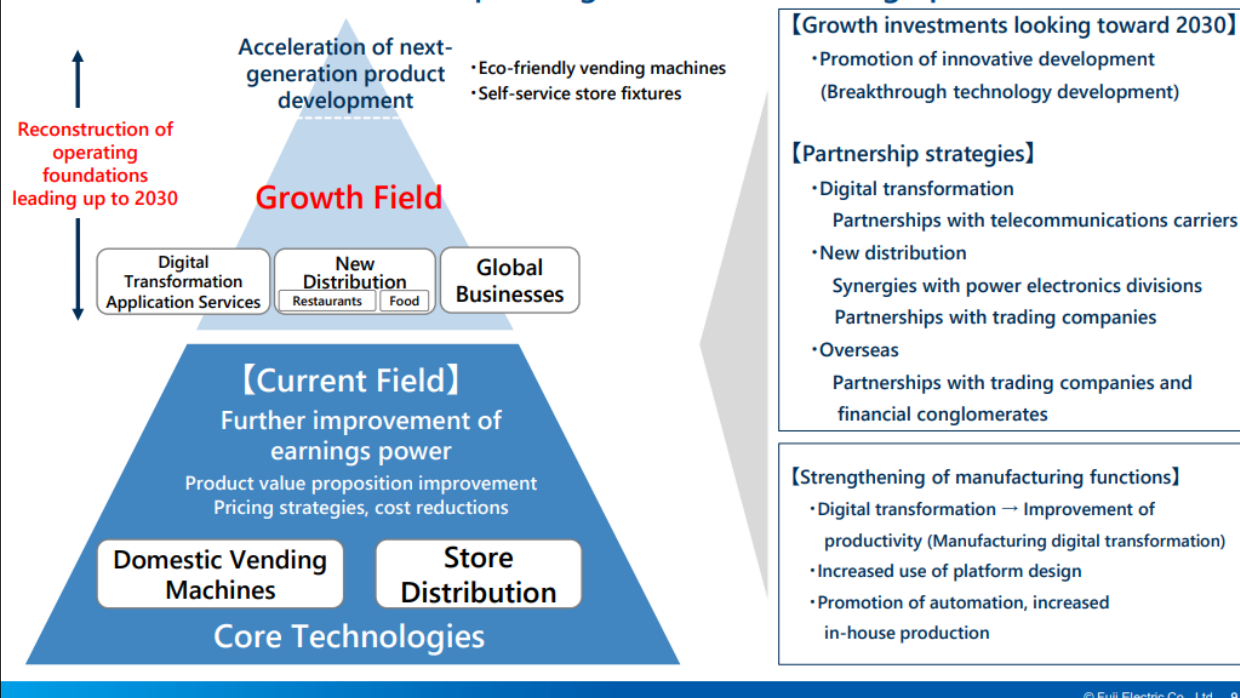 Acceleration of next-
generation product
development
・Eco-friendly vending machines
・Self-service store fixtures
Reconstruction of
operating
foundations
leading up to 2030
Growth Field
Digital
Transformation
Application Services
New
Distribution
Restaurants
Food
Global
Businesses
【Current Field】
Further improvement of
earnings power
Product value proposition improvement
Pricing strategies, cost reductions
Domestic Vending
Machines
Store
Distribution
Core Technologies
【Growth investments looking toward 2030】
・Promotion of innovative development
(Breakthrough technology development)
【Partnership strategies】
・Digital transformation
Partnerships with telecommunications carriers
・New distribution
Synergies with power electronics divisions
Partnerships with trading companies
・Overseas
Partnerships with trading companies and
financial conglomerates
【Strengthening of manufacturing functions】
・Digital transformation → Improvement of
productivity (Manufacturing digital transformation)
・Increased use of platform design
・Promotion of automation, increased
in-house production
© Fuji Electric Co., Ltd. 9